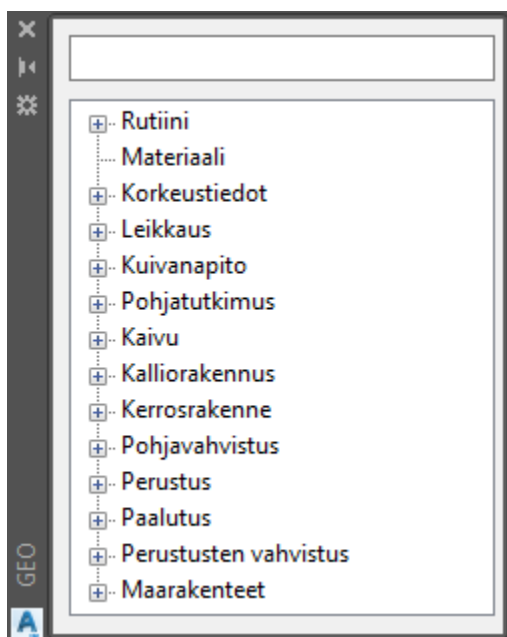 Rutiini
Materiaali
Korkeustiedot
Leikkaus
Kuivanapito
Pohjatutkimus
Kaivu
Kalliorakennus
Kerrosrakenne
Pohjavahvistus
Perustus
Paalutus
Perustusten vahvistus
Maarakenteet
GEO
A